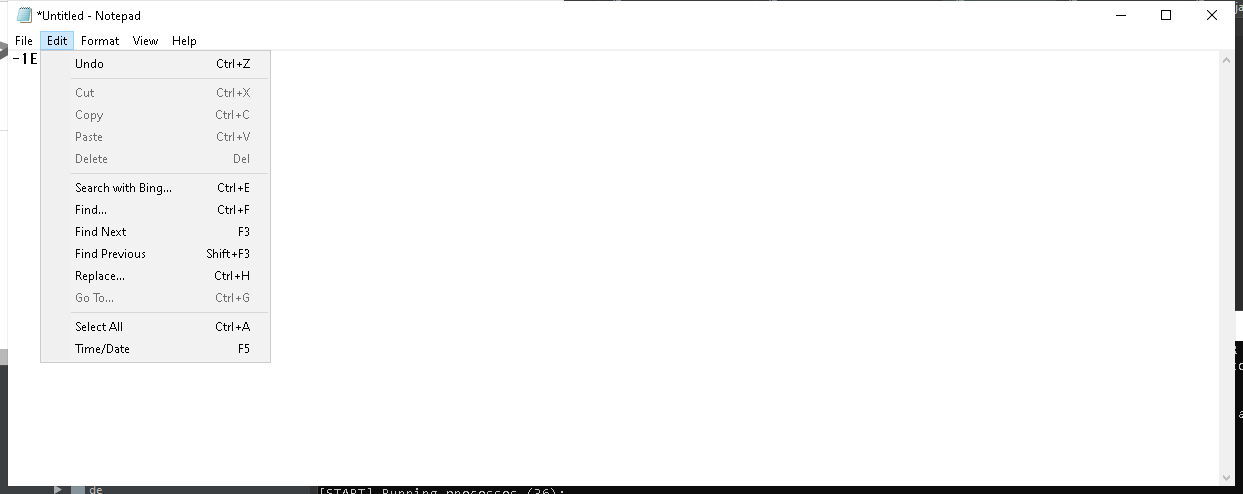 *Untitled - Notepad
File Edit Format View Help
-1E
Undo Ctrl+Z
Cut Ctrl+X
Copy Ctrl+C
Paste Ctrl+V
Delete Del
Search with Bing... Ctrl+E
Find... Ctrl+F
Find Next F3
Find Previous Shift+F3
Replace... Ctrl+H
Go To... Ctrl+G
Select All Ctrl+A
Time/Date F5
de
[START] Running processes (36):